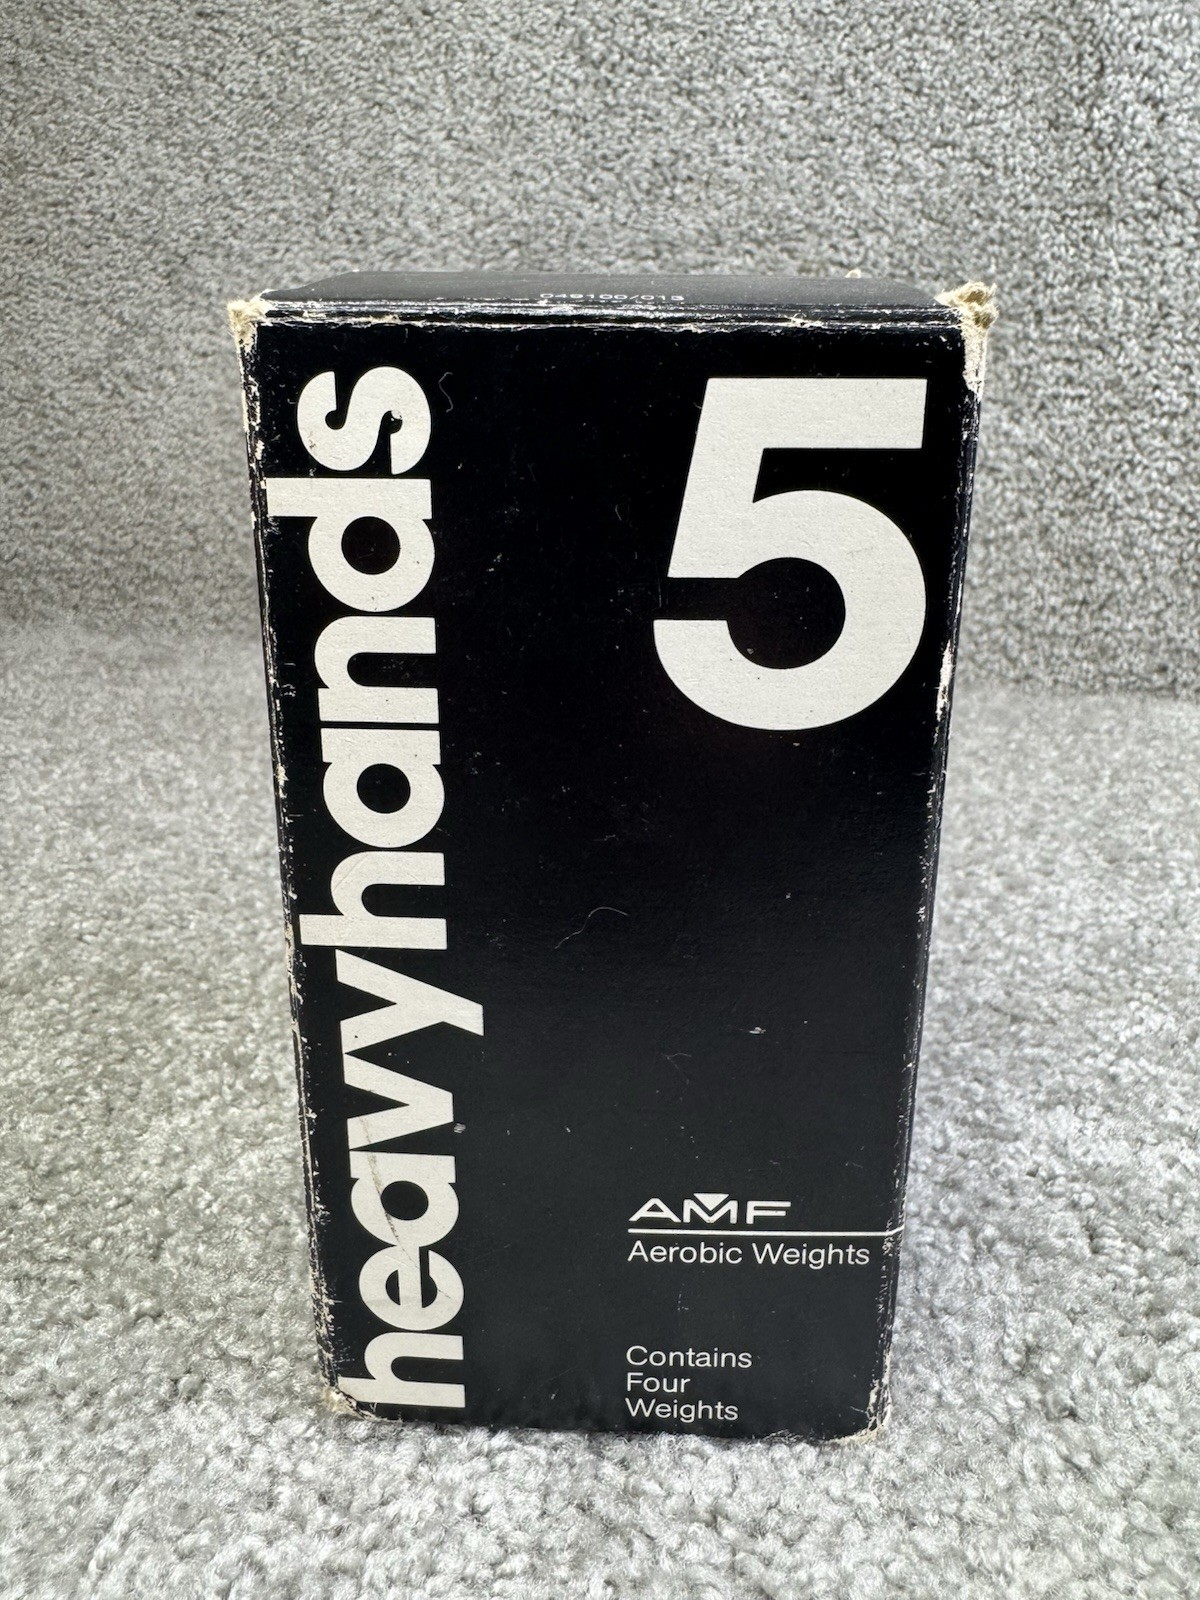 heavyhands
5
AMF
Aerobic Weights
Contains
Four
Weights